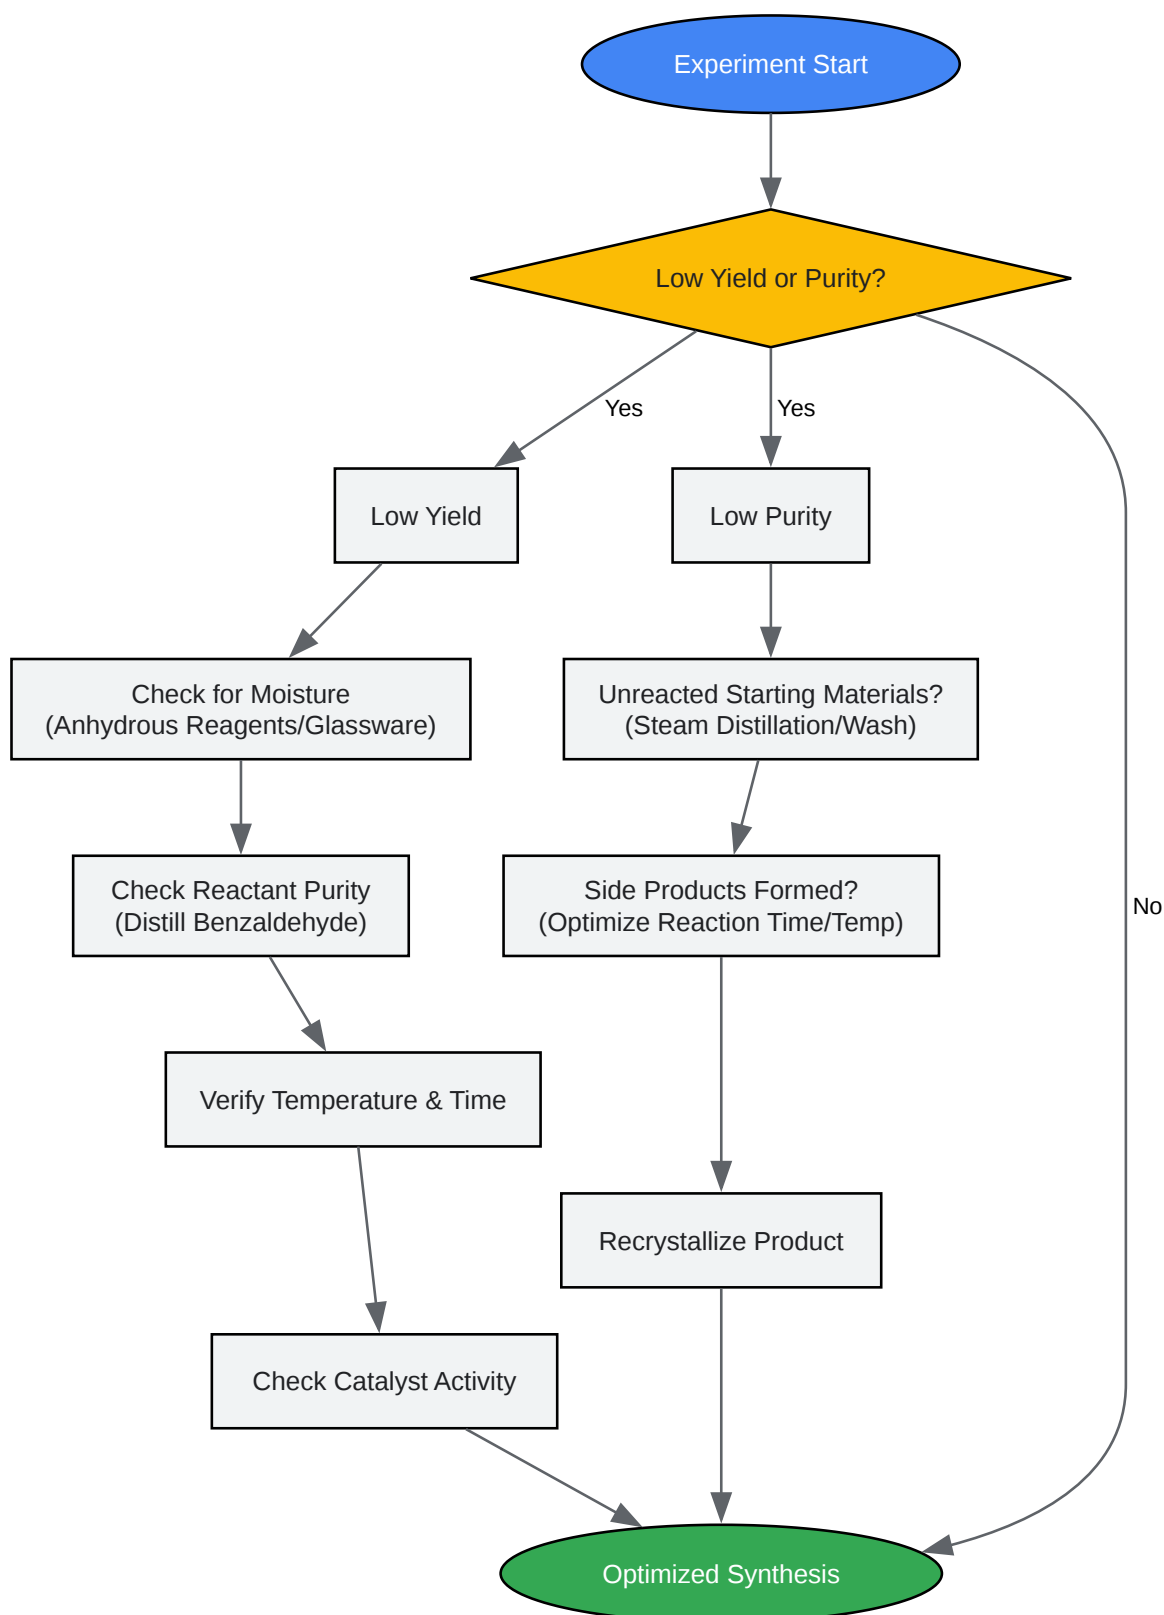 Experiment Start
Low Yield or Purity?
Yes
Yes
Low Yield
Low Purity
Check for Moisture
(Anhydrous Reagents/Glassware)
Unreacted Starting Materials?
(Steam Distillation/Wash)
Check Reactant Purity
(Distill Benzaldehyde)
Side Products Formed?
(Optimize Reaction Time/Temp)
No
Verify Temperature & Time
Recrystallize Product
Check Catalyst Activity
Optimized Synthesis